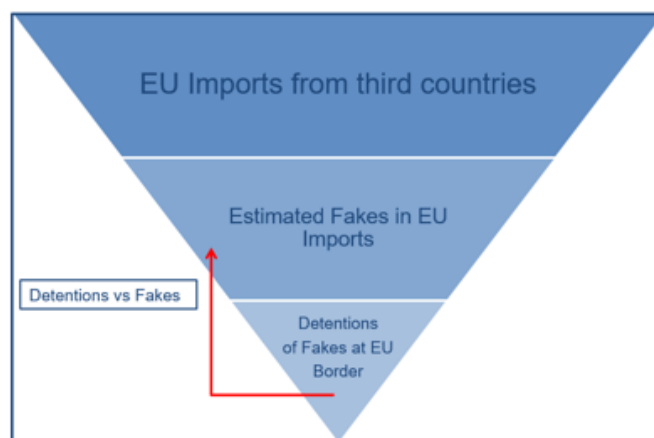 EU Imports from third countries
Estimated Fakes in EU
Imports
Detentions vs Fakes
Detentions
of Fakes at EU
Border